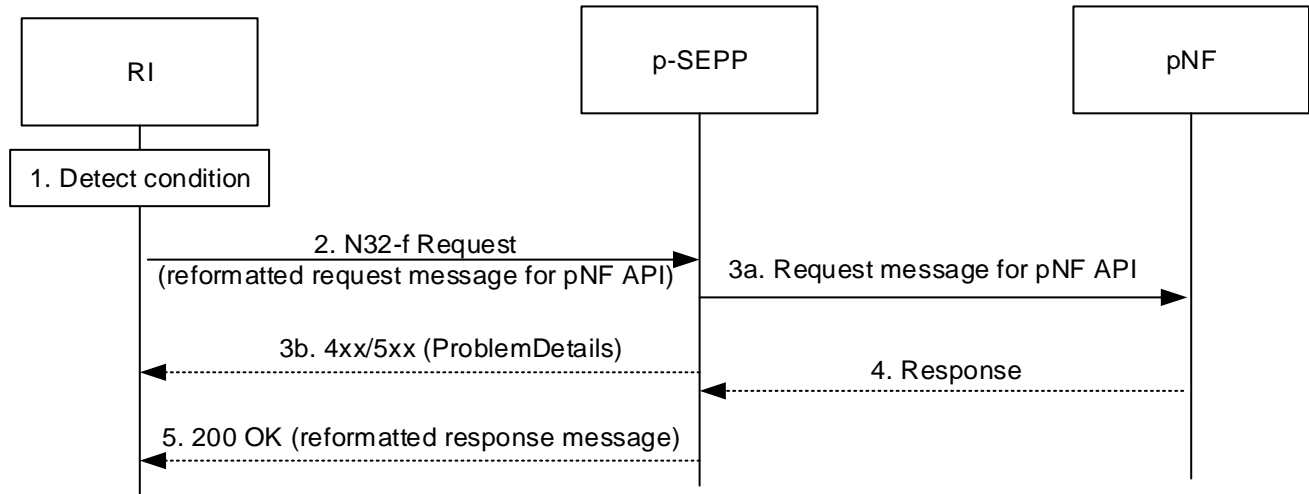 RI
p-SEPP
pNF
1. Detect condition
2. N32-f Request
(reformatted request message for pNF API)
3a. Request message for pNF API
3b. 4xx/5xx (ProblemDetails)
4. Response
5. 200 OK (reformatted response message)